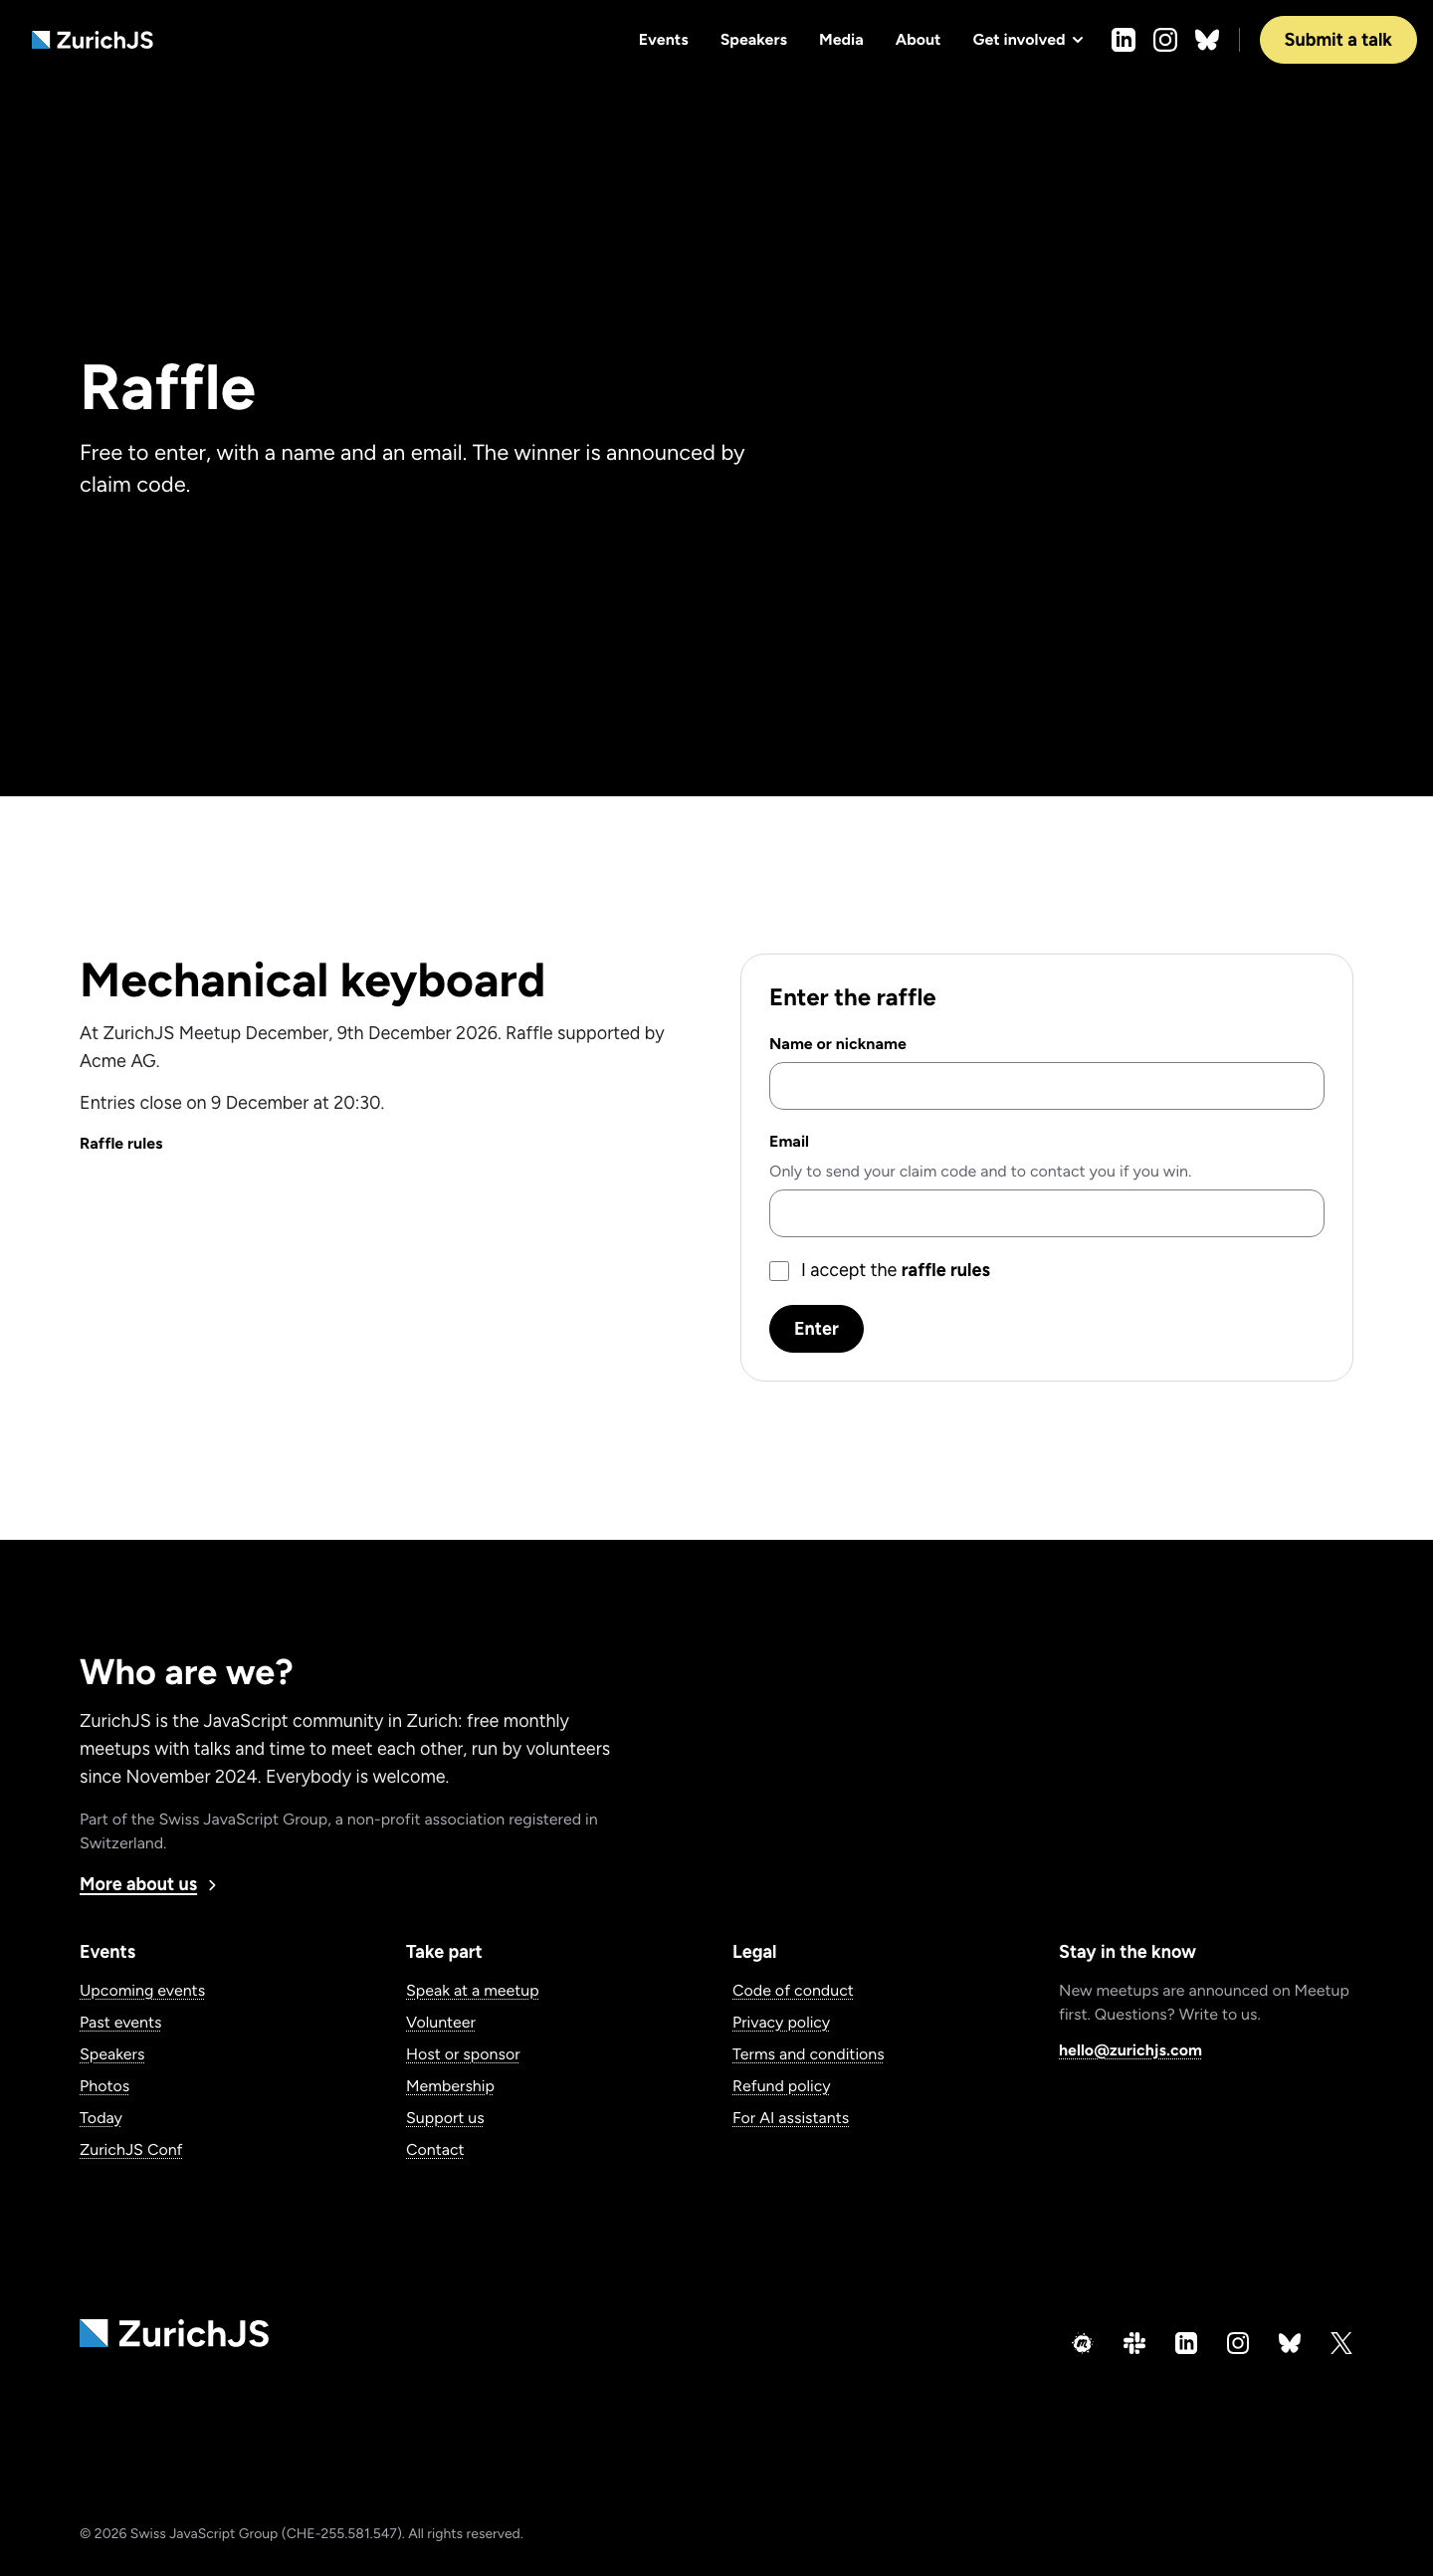 ZurichJS
Events
Speakers
Media
About
Get involved
Submit a talk
Raffle
Free to enter, with a name and an email. The winner is announced by
claim code.
Mechanical keyboard
At ZurichJS Meetup December, 9th December 2026. Raffle supported by
Acme AG.
Entries close on 9 December at 20:30.
Raffle rules
Enter the raffle
Name or nickname
Email
Only to send your claim code and to contact you if you win.
I accept the raffle rules
Enter
Who are we?
ZurichJS is the JavaScript community in Zurich: free monthly
meetups with talks and time to meet each other, run by volunteers
since November 2024. Everybody is welcome.
Part of the Swiss JavaScript Group, a non-profit association registered in
Switzerland.
More about us
Events
Upcoming events
Past events
Speakers
Photos
Today
ZurichJS Conf
Take part
Speak at a meetup
Volunteer
Host or sponsor
Membership
Support us
Contact
Legal
Code of conduct
Privacy policy
Terms and conditions
Refund policy
For AI assistants
Stay in the know
New meetups are announced on Meetup
first. Questions? Write to us.
hello@zurichjs.com
ZurichJS
© 2026 Swiss JavaScript Group (CHE-255.581.547). All rights reserved.